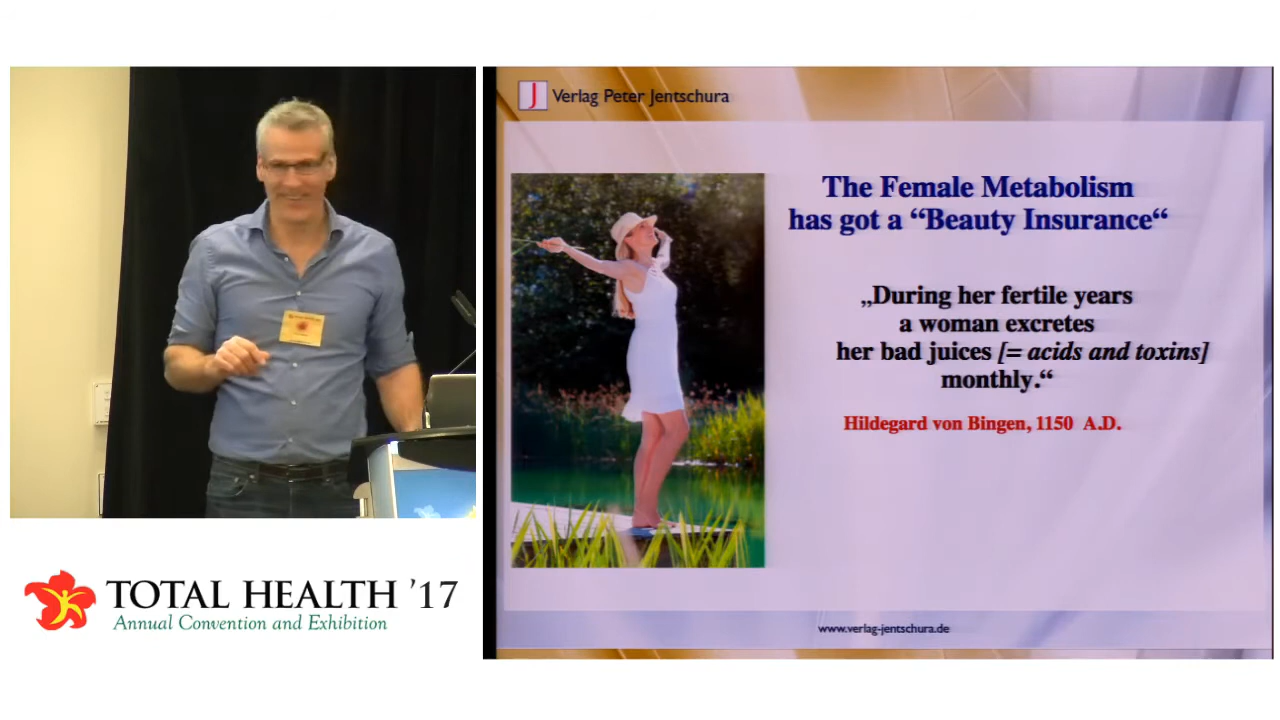 TOTAL HEALTH ’17
Annual Convention and Exhibition
J Verlag Peter Jentschura
The Female Metabolism
has got a “Beauty Insurance“
„During her fertile years
a woman excretes
her bad juices [= acids and toxins]
monthly.“
Hildegard von Bingen, 1150 A.D.
www.verlag-jentschura.de